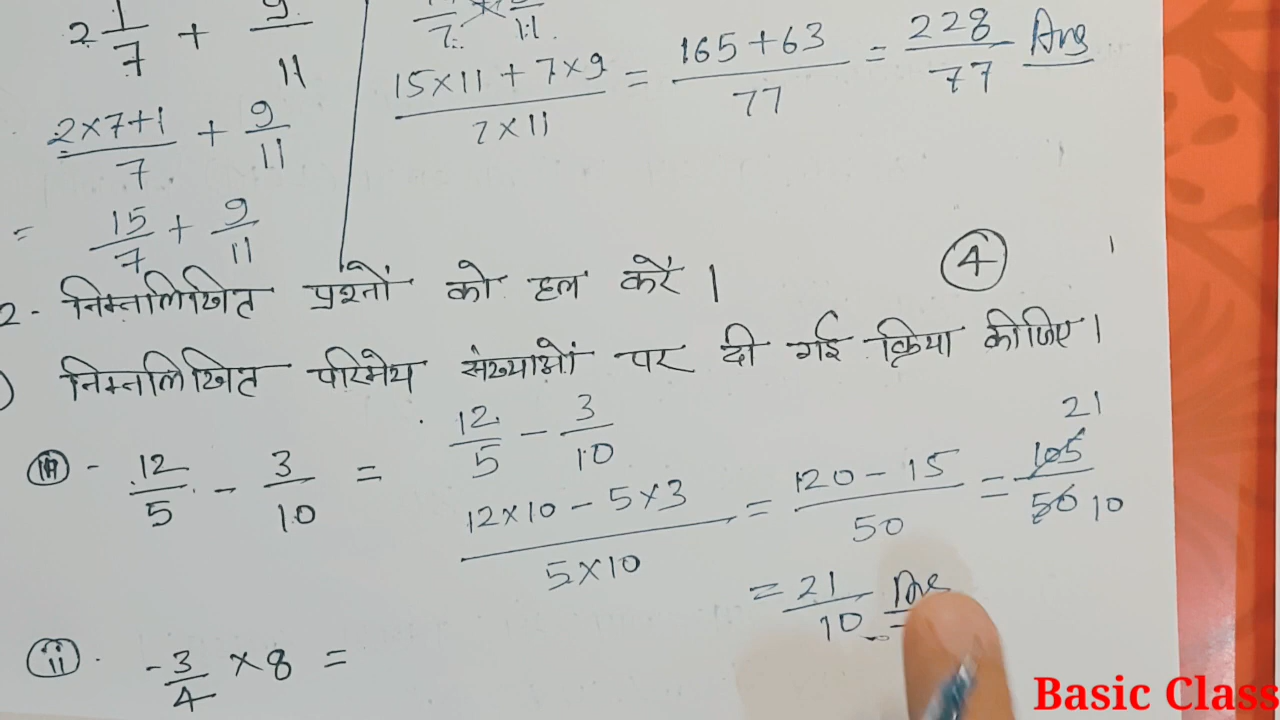 2 1/7 + 9/11
(2×7+1)/7 + 9/11
= 15/7 + 9/11
(15×11 + 7×9)/(7×11) = (165+63)/77 = 228/77 Ans
2- निम्नलिखित प्रश्नों को हल करें। (4)
निम्नलिखित परिमेय संख्याओं पर दी गई क्रिया कीजिए।
(iii) - 12/5 - 3/10 = 12/5 - 3/10
(12×10 - 5×3)/(5×10) = (120 - 15)/50 = 105/50 21 10
= 21/10 Ans
(ii) . -3/4 ×8 =
Basic Class